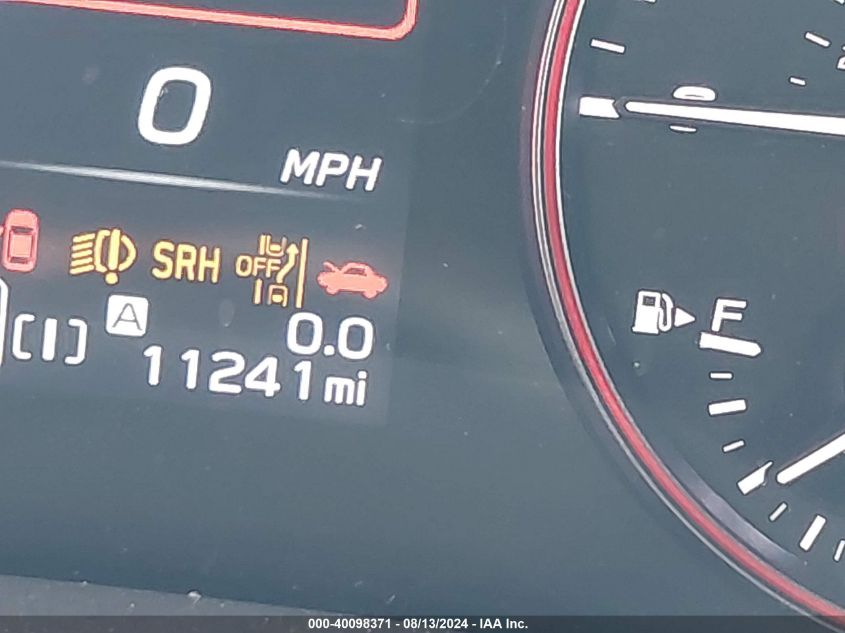 0
MPH
SRH OFF
A
0.0
11241 mi
F
000-40098371 - 08/13/2024 - IAA Inc.